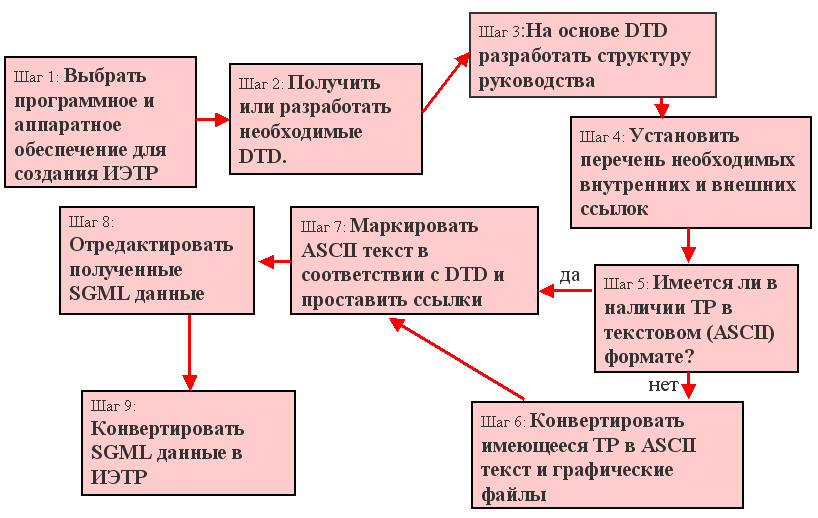 Шаг 1: Выбрать
программное и
аппаратное
обеспечение для
создания ИЭТР
Шаг 2: Получить
или разработать
необходимые
DTD.
Шаг 3:На основе DTD
разработать структуру
руководства
Шаг 4: Установить
перечень необходимых
внутренних и внешних
ссылок
Шаг 5: Имеется ли в
наличии ТР в
текстовом (ASCII)
формате?
да
нет
Шаг 6: Конвертировать
имеющееся ТР в ASCII
текст и графические
файлы
Шаг 7: Маркировать
ASCII текст в
соответствии с DTD и
проставить ссылки
Шаг 8:
Отредактировать
полученные
SGML данные
Шаг 9:
Конвертировать
SGML данные в
ИЭТР